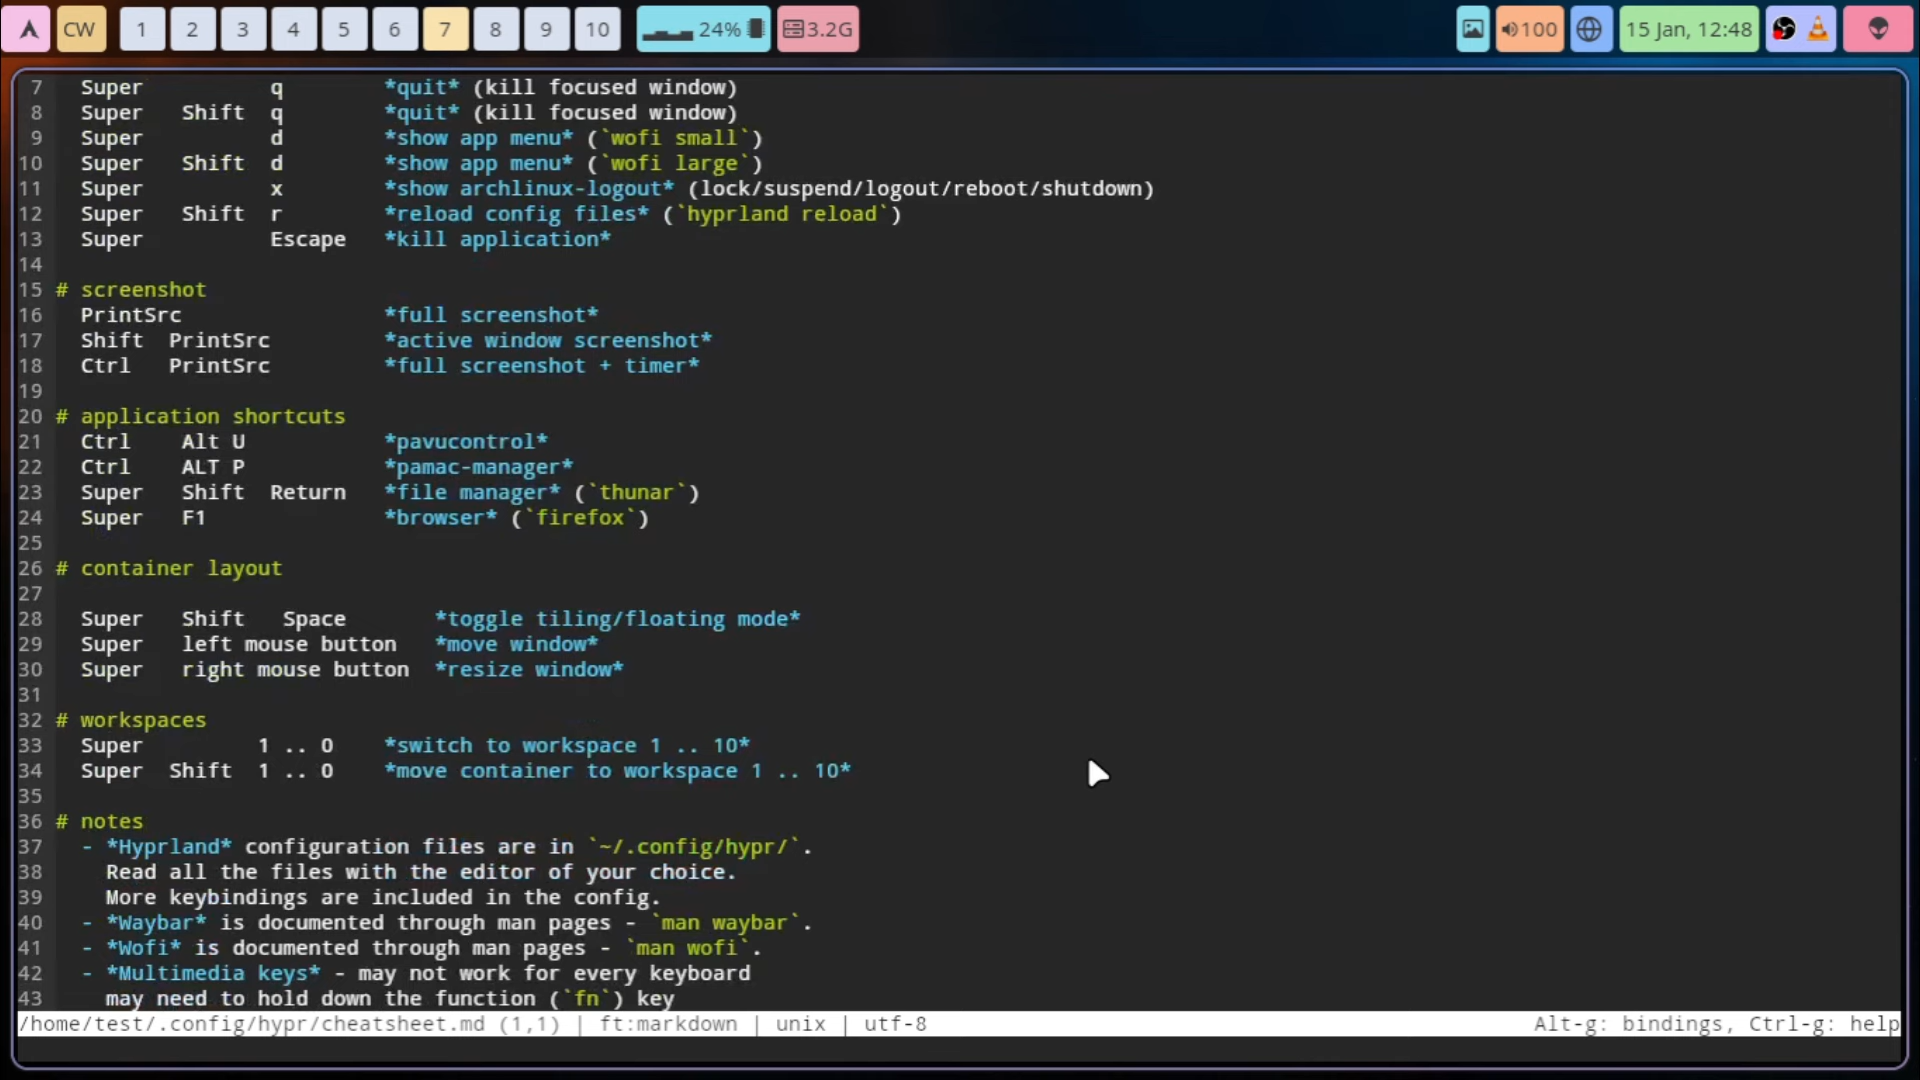 CW 1 2 3 4 5 6 7 8 9 10 24% 3.2G 100 15 Jan, 12:48
7 Super q *quit* (kill focused window)
8 Super Shift q *quit* (kill focused window)
9 Super d *show app menu* (`wofi small`)
10 Super Shift d *show app menu* (`wofi large`)
11 Super x *show archlinux-logout* (lock/suspend/logout/reboot/shutdown)
12 Super Shift r *reload config files* (`hyprland reload`)
13 Super Escape *kill application*
14
15 # screenshot
16 PrintSrc *full screenshot*
17 Shift PrintSrc *active window screenshot*
18 Ctrl PrintSrc *full screenshot + timer*
19
20 # application shortcuts
21 Ctrl Alt U *pavucontrol*
22 Ctrl ALT P *pamac-manager*
23 Super Shift Return *file manager* (`thunar`)
24 Super F1 *browser* (`firefox`)
25
26 # container layout
27
28 Super Shift Space *toggle tiling/floating mode*
29 Super left mouse button *move window*
30 Super right mouse button *resize window*
31
32 # workspaces
33 Super 1 .. 0 *switch to workspace 1 .. 10*
34 Super Shift 1 .. 0 *move container to workspace 1 .. 10*
35
36 # notes
37 - *Hyprland* configuration files are in `~/.config/hypr/`.
38 Read all the files with the editor of your choice.
39 More keybindings are included in the config.
40 - *Waybar* is documented through man pages - `man waybar`.
41 - *Wofi* is documented through man pages - `man wofi`.
42 - *Multimedia keys* - may not work for every keyboard
43 may need to hold down the function (`fn`) key
/home/test/.config/hypr/cheatsheet.md (1,1) | ft:markdown | unix | utf-8 Alt-g: bindings, Ctrl-g: help